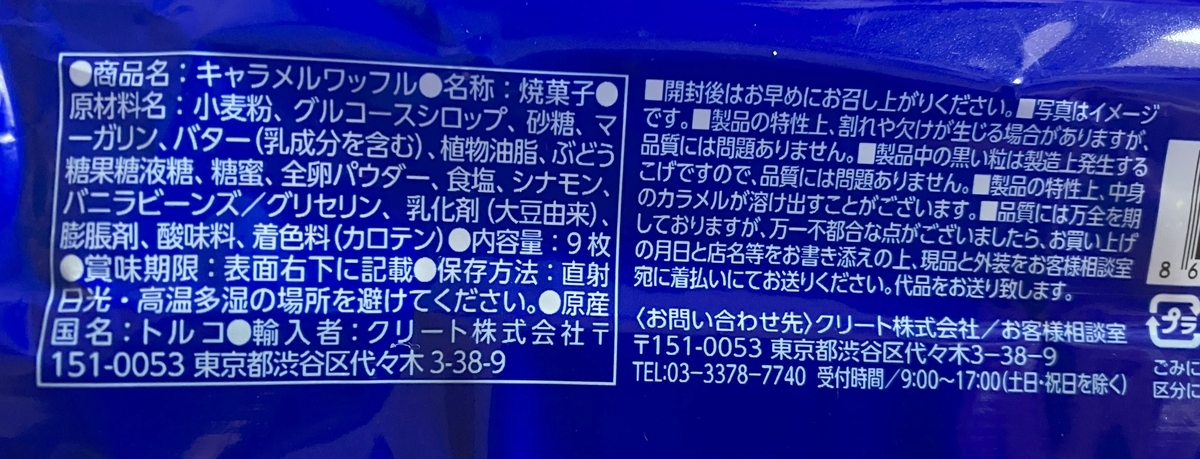 ●商品名：キャラメルワッフル●名称：焼菓子●
原材料名：小麦粉、グルコースシロップ、砂糖、マ
ーガリン、バター（乳成分を含む）、植物油脂、ぶどう
糖果糖液糖、糖蜜、全卵パウダー、食塩、シナモン、
バニラビーンズ／グリセリン、乳化剤（大豆由来）、
膨脹剤、酸味料、着色料（カロテン）●内容量：9枚
●賞味期限：表面右下に記載●保存方法：直射
日光・高温多湿の場所を避けてください。●原産
国名：トルコ●輸入者：クリート株式会社〒
151-0053 東京都渋谷区代々木 3-38-9
■開封後はお早めにお召し上がりください。■写真はイメージ
です。■製品の特性上、割れや欠けが生じる場合がありますが、
品質には問題ありません。■製品中の黒い粒は製造上発生する
こげですので、品質には問題ありません。■製品の特性上、中身
のカラメルが溶け出すことがございます。■品質には万全を期
しておりますが、万一不都合な点がございましたら、お買い上げ
の月日と店名等をお書き添えの上、現品と外装をお客様相談室
宛に着払いにてお送りください。代品をお送り致します。
〈お問い合わせ先〉クリート株式会社／お客様相談室
〒151-0053 東京都渋谷区代々木3-38-9
TEL:03-3378-7740 受付時間／9:00〜17:00(土日・祝日を除く)
8
プラ
ごみに
区分に